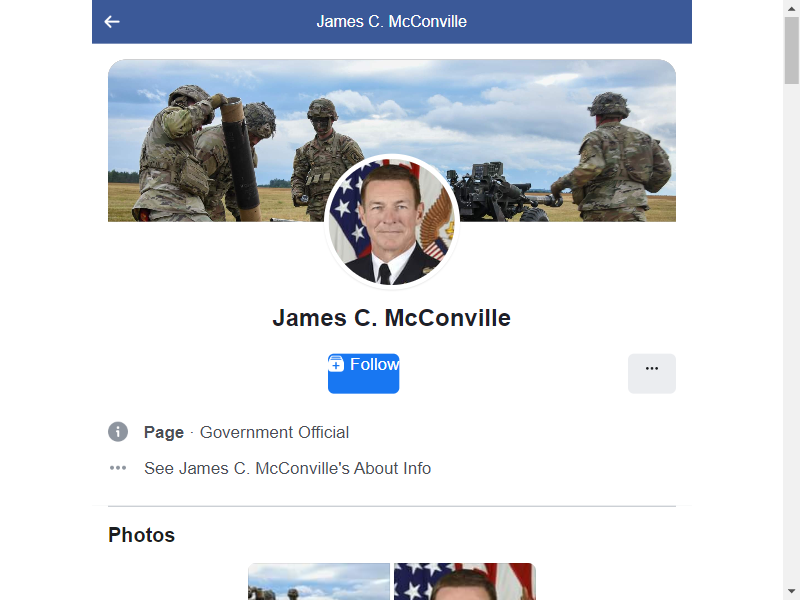 James C. McConville
James C. McConville
Follow
...
Page · Government Official
See James C. McConville's About Info
Photos